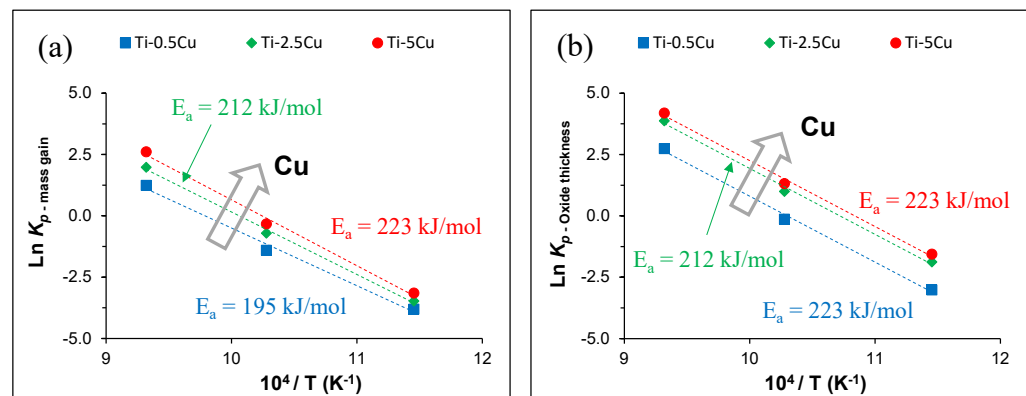 (a)
Ti-0.5Cu Ti-2.5Cu Ti-5Cu
5.0
2.5
0.0
-2.5
-5.0
Ln Kp - mass gain
Ea = 212 kJ/mol
Cu
Ea = 223 kJ/mol
Ea = 195 kJ/mol
9 10 11 12
10⁴ / T (K⁻¹)
(b)
Ti-0.5Cu Ti-2.5Cu Ti-5Cu
5.0
2.5
0.0
-2.5
-5.0
Ln Kp - Oxide thickness
Cu
Ea = 223 kJ/mol
Ea = 212 kJ/mol
Ea = 223 kJ/mol
9 10 11 12
10⁴ / T (K⁻¹)